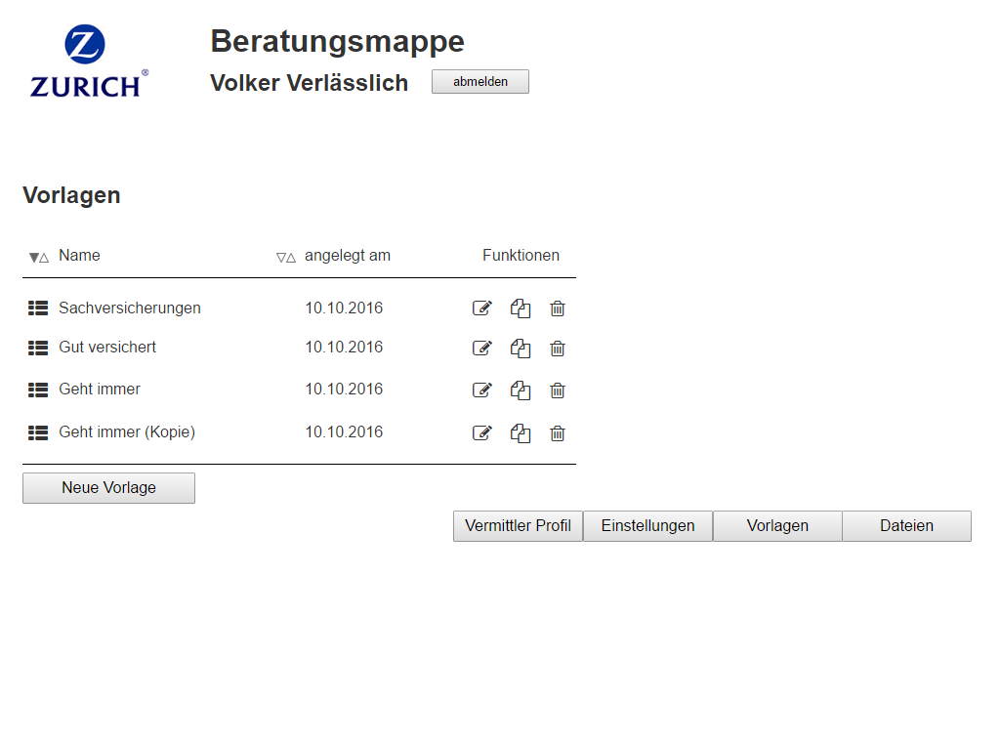 Z
ZURICH®
Beratungsmappe
Volker Verlässlich abmelden
Vorlagen
Name angelegt am Funktionen
Sachversicherungen 10.10.2016
Gut versichert 10.10.2016
Geht immer 10.10.2016
Geht immer (Kopie) 10.10.2016
Neue Vorlage
Vermittler Profil Einstellungen Vorlagen Dateien